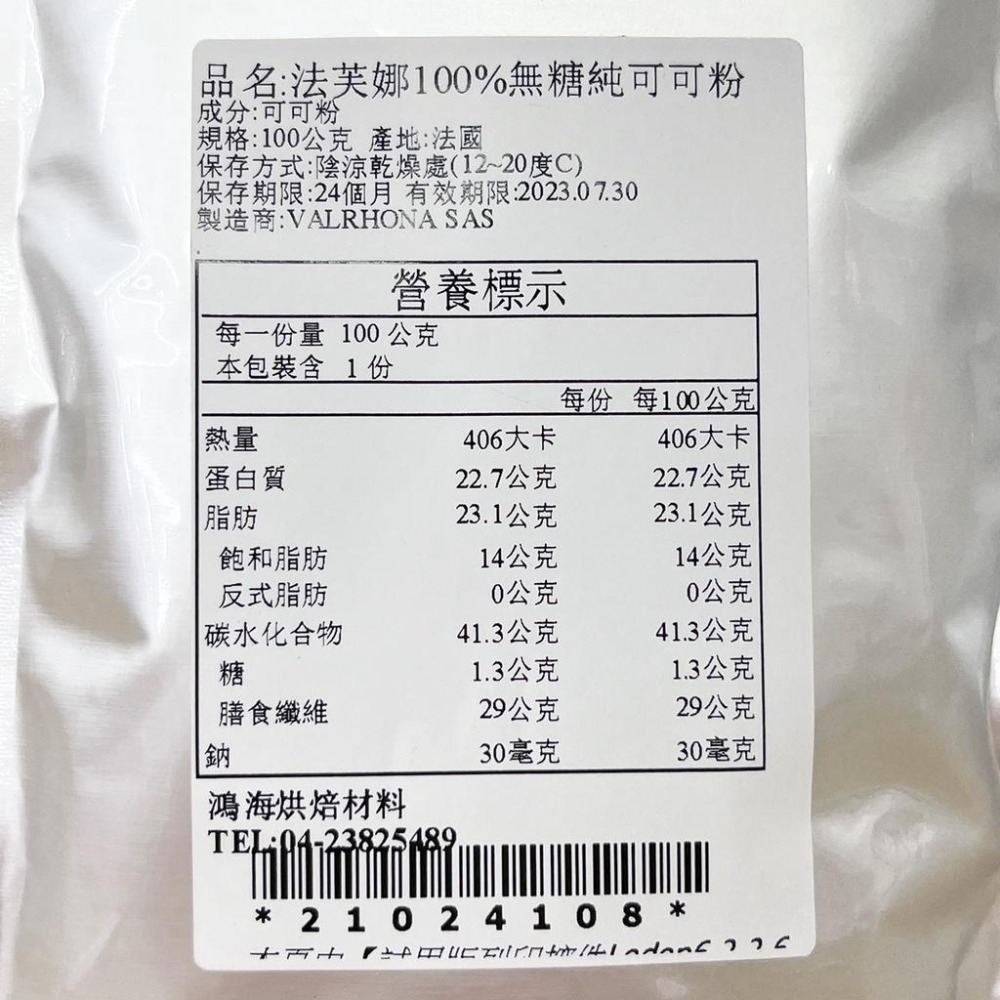 品名:法芙娜100%無糖純可可粉
成分:可可粉
規格:100公克 產地:法國
保存方式:陰涼乾燥處(12~20度C)
保存期限:24個月 有效期限:2023.07.30
製造商:VALRHONA SAS
營養標示
每一份量 100 公克
本包裝含 1 份
每份 每100公克
熱量 406大卡 406大卡
蛋白質 22.7公克 22.7公克
脂肪 23.1公克 23.1公克
飽和脂肪 14公克 14公克
反式脂肪 0公克 0公克
碳水化合物 41.3公克 41.3公克
糖 1.3公克 1.3公克
膳食纖維 29公克 29公克
鈉 30毫克 30毫克
鴻海烘焙材料
TEL:04-23825489
*21024108*